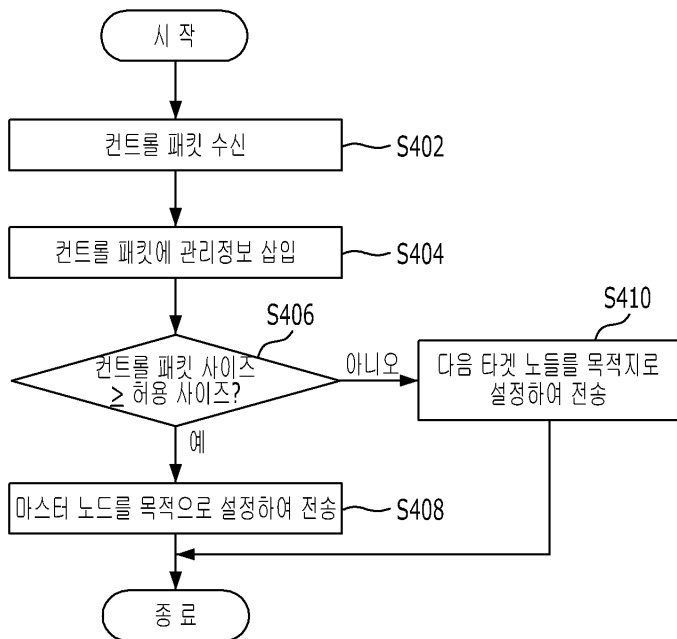 시 작
컨트롤 패킷 수신
S402
컨트롤 패킷에 관리정보 삽입
S404
S406
컨트롤 패킷 사이즈
≥ 허용 사이즈?
아니오
S410
다음 타겟 노들를 목적지로
설정하여 전송
예
마스터 노드를 목적으로 설정하여 전송
S408
종 료